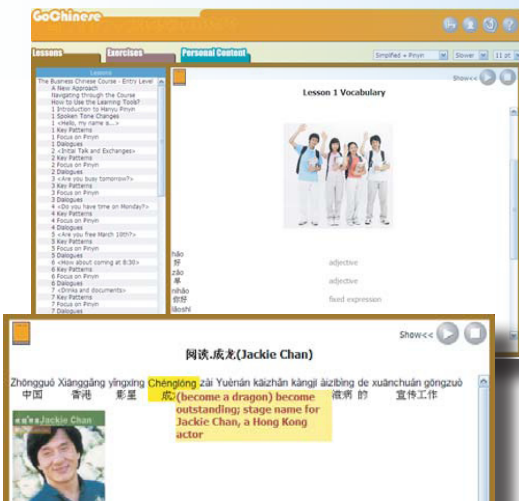 GoChinese
Lessons
Exercises
Personal Content
Simplified + Pinyin
Slower
11 pt
Lessons
The Business Chinese Course - Entry Level
A New Approach
Navigating through the Course
How to Use the Learning Tools?
1 Introduction to Hanyu Pinyin
1 Spoken Tone Changes
1 <Hello, my name is...>
1 Key Patterns
1 Focus on Pinyin
1 Dialogues
2 <Initial Talk and Exchanges>
2 Key Patterns
2 Focus on Pinyin
2 Dialogues
3 <Are you busy tomorrow?>
3 Key Patterns
3 Focus on Pinyin
3 Dialogues
4 <Do you have time on Monday?>
4 Key Patterns
4 Focus on Pinyin
4 Dialogues
5 <Are you free March 10th?>
5 Key Patterns
5 Focus on Pinyin
5 Dialogues
6 <How about coming at 8:30>
6 Key Patterns
6 Focus on Pinyin
6 Dialogues
7 <Drinks and documents>
7 Key Patterns
7 Focus on Pinyin
7 Dialogues
Show<<
Lesson 1 Vocabulary
hǎo
好 adjective
zǎo
早 adjective
nǐhǎo
你好 fixed expression
lǎoshī
Show<<
阅读.成龙(Jackie Chan)
Zhōngguó Xiānggǎng yǐngxīng Chénglóng zài Yuènán kāizhǎn kàngjī àizībìng de xuānchuán gōngzuò
中国 香港 影星 成 滋病 的 宣传工作
(become a dragon) become
outstanding; stage name for
Jackie Chan, a Hong Kong
actor
Jackie Chan